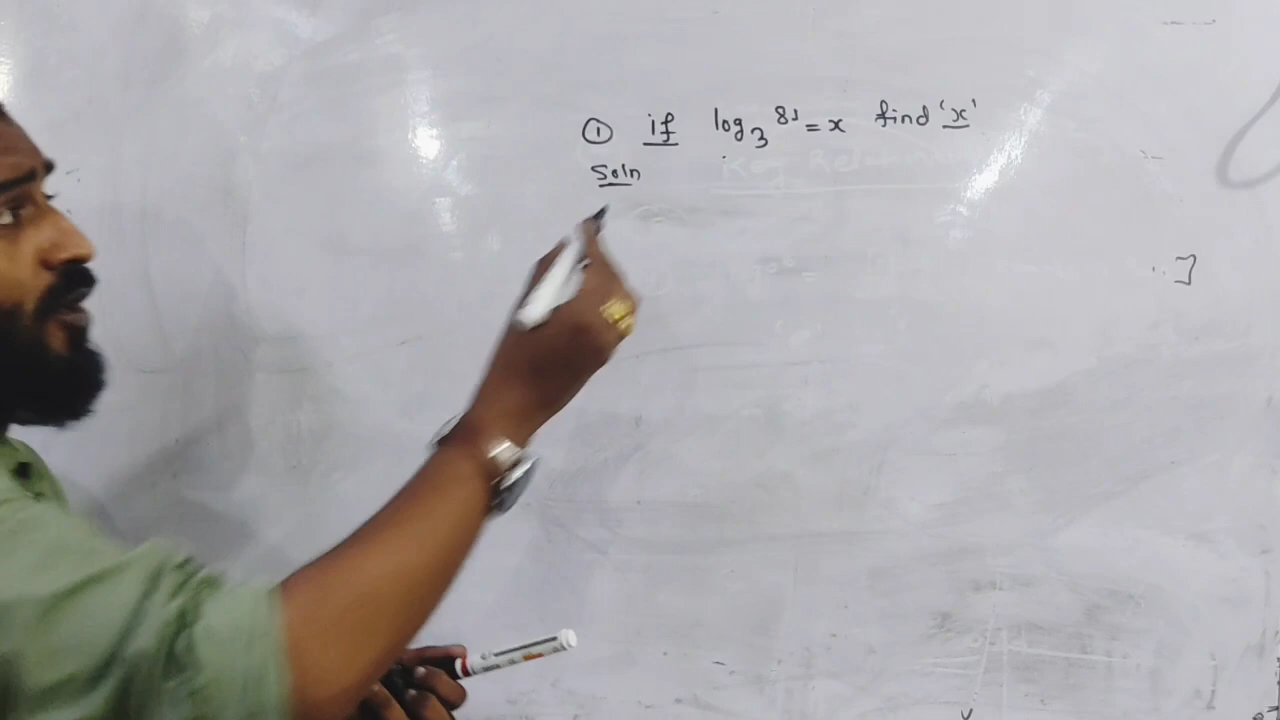 ① if log₃ 81 = x find 'x'
Soln